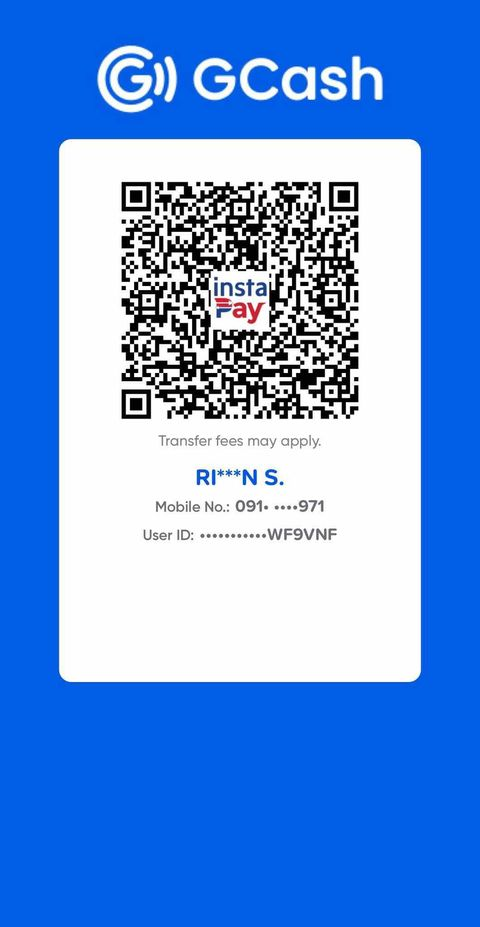 GCash
insta
Pay
Transfer fees may apply.
RI***N S.
Mobile No.: 091• ••••971
User ID: •••••••••••WF9VNF